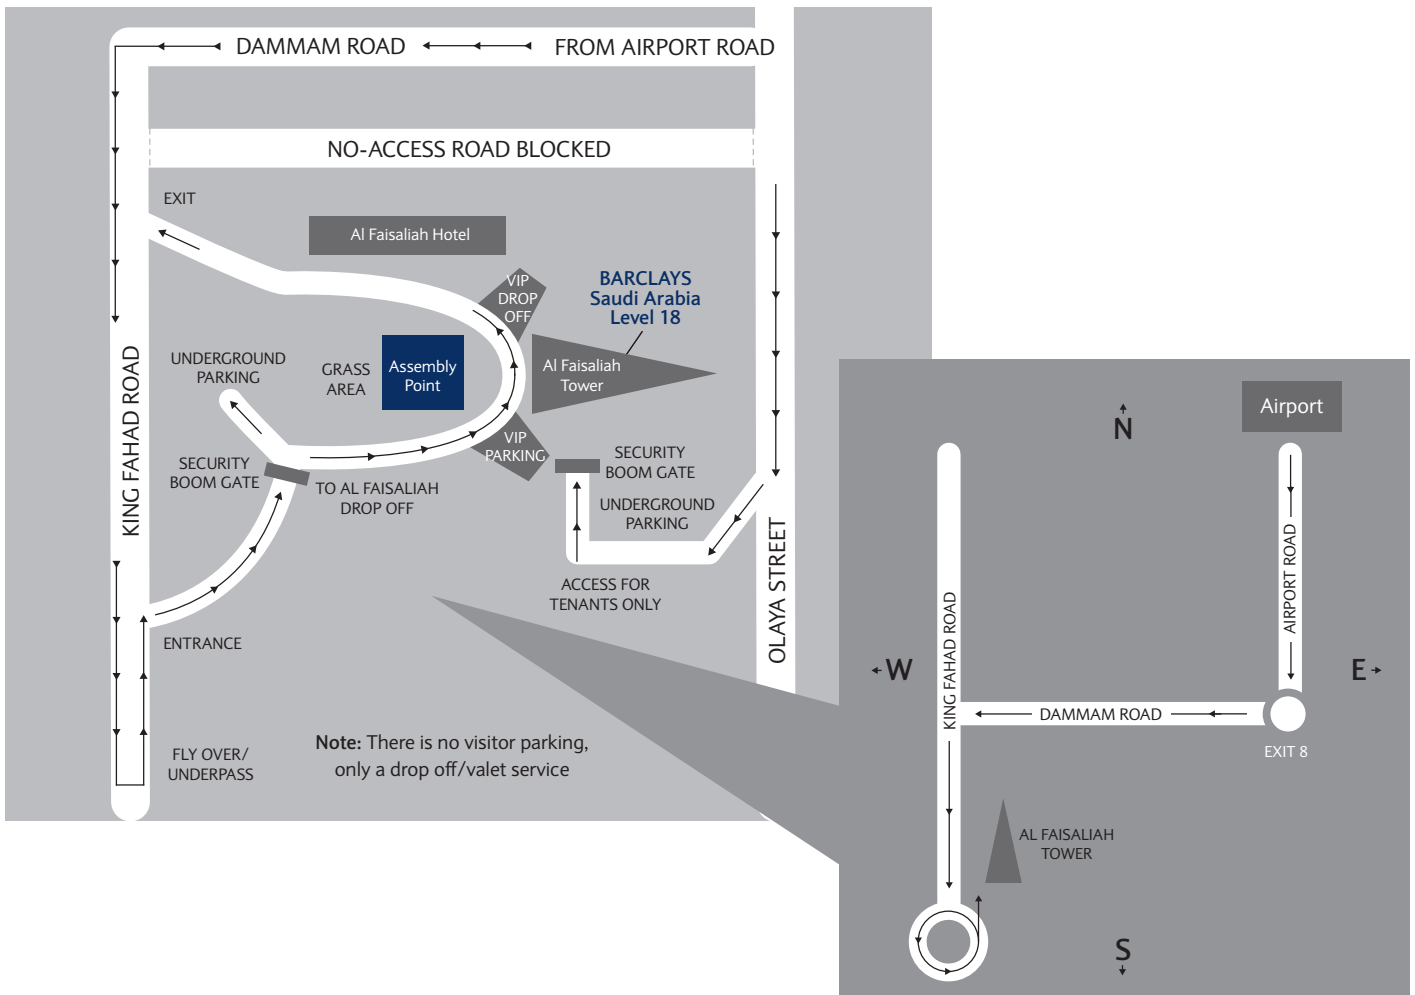 DAMMAM ROAD
FROM AIRPORT ROAD
NO-ACCESS ROAD BLOCKED
EXIT
Al Faisaliah Hotel
VIP
DROP
OFF
BARCLAYS
Saudi Arabia
Level 18
KING FAHAD ROAD
UNDERGROUND
PARKING
GRASS
AREA
Assembly
Point
Al Faisaliah
Tower
VIP
PARKING
SECURITY
BOOM GATE
TO AL FAISALIAH
DROP OFF
SECURITY
BOOM GATE
UNDERGROUND
PARKING
ACCESS FOR
TENANTS ONLY
OLAYA STREET
ENTRANCE
FLY OVER/
UNDERPASS
Note: There is no visitor parking,
only a drop off/valet service
Airport
N
AIRPORT ROAD
KING FAHAD ROAD
W
E
DAMMAM ROAD
EXIT 8
AL FAISALIAH
TOWER
S